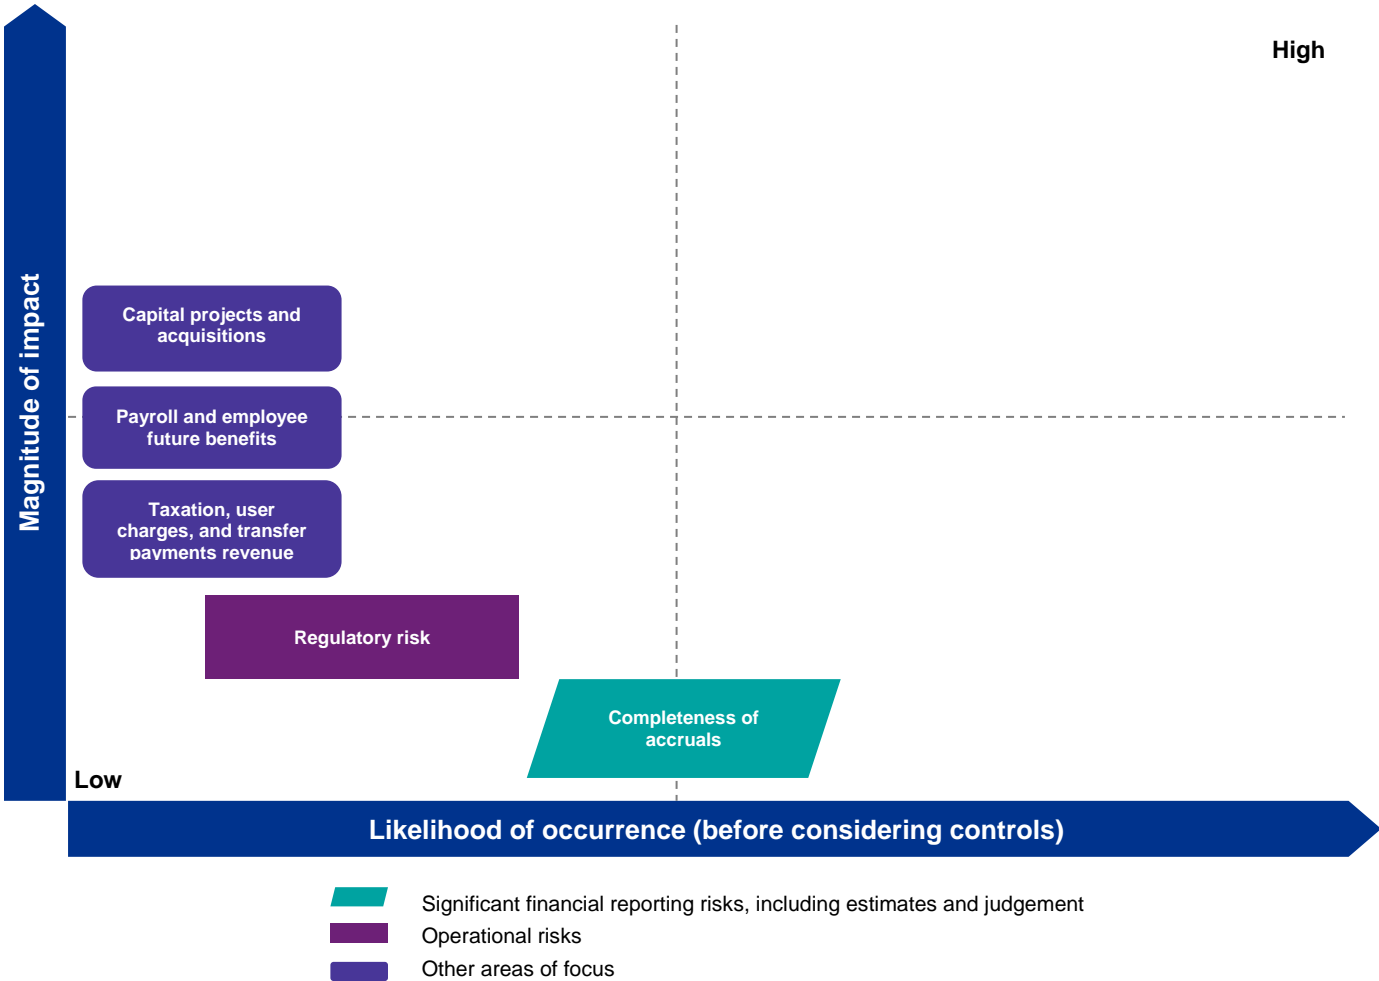 High
Magnitude of impact
Capital projects and
acquisitions
Payroll and employee
future benefits
Taxation, user
charges, and transfer
payments revenue
Regulatory risk
Completeness of
accruals
Low
Likelihood of occurrence (before considering controls)
Significant financial reporting risks, including estimates and judgement
Operational risks
Other areas of focus